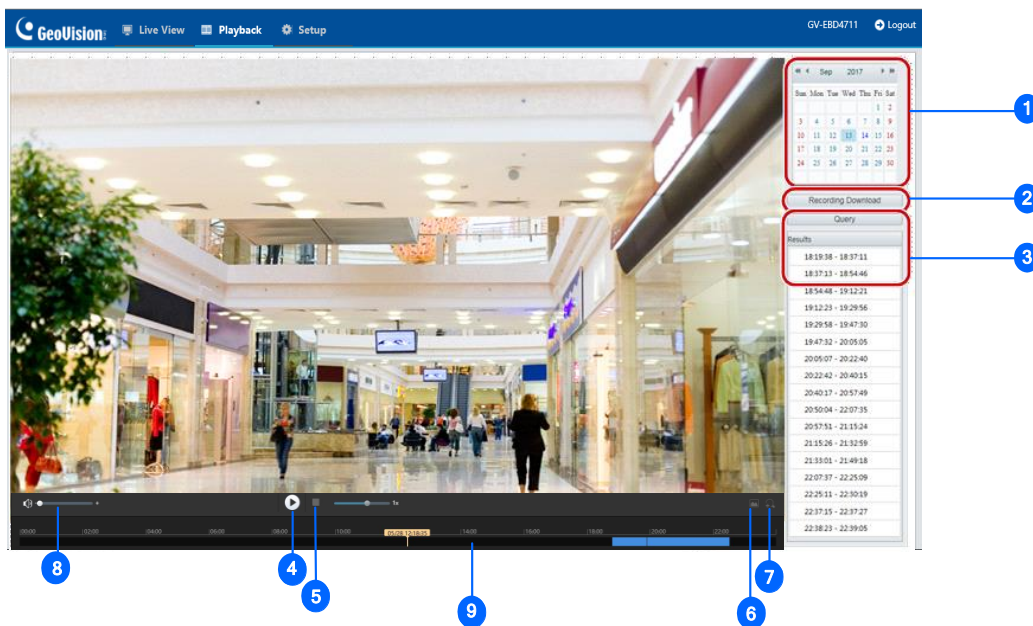 GeoVision
Live View
Playback
Setup
GV-EBD4711
Logout
Sep 2017
Sun Mon Tue Wed Thu Fri Sat
1 2
3 4 5 6 7 8 9
10 11 12 13 14 15 16
17 18 19 20 21 22 23
24 25 26 27 28 29 30
1
Recording Download
2
Query
Results
3
18:19:38 - 18:37:11
18:37:13 - 18:54:46
18:54:48 - 19:12:21
19:12:23 - 19:29:56
19:29:58 - 19:47:30
19:47:32 - 20:05:05
20:05:07 - 20:22:40
20:22:42 - 20:40:15
20:40:17 - 20:57:49
20:50:04 - 22:07:35
20:57:51 - 21:15:24
21:15:26 - 21:32:59
21:33:01 - 21:49:18
22:07:37 - 22:25:09
22:25:11 - 22:30:19
22:37:15 - 22:37:27
22:38:23 - 22:39:05
1x
00:00 02:00 04:00 06:00 08:00 10:00 05/26 12:18:35 14:00 16:00 18:00 20:00 22:00
8
4
5
9
6
7